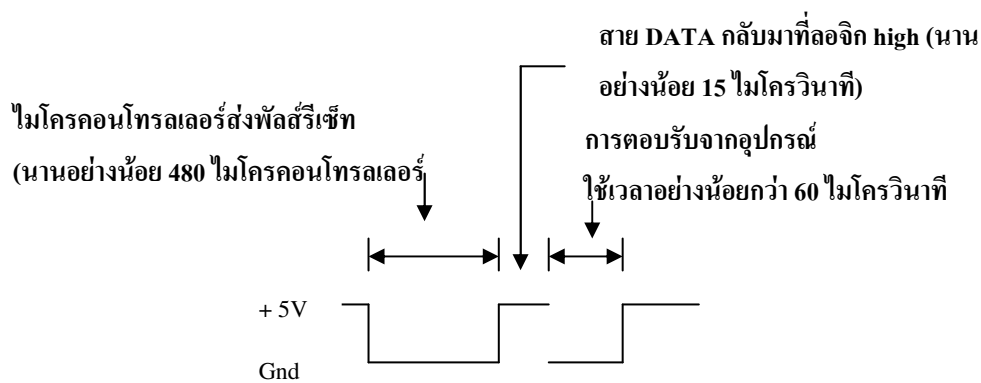 สาย DATA กลับมาที่ลอจิก high (นาน
อย่างน้อย 15 ไมโครวินาที)
ไมโครคอนโทรลเลอร์ส่งพัลส์รีเซ็ท
(นานอย่างน้อย 480 ไมโครคอนโทรลเลอร์
การตอบรับจากอุปกรณ์
ใช้เวลาอย่างน้อยกว่า 60 ไมโครวินาที
+ 5V
Gnd